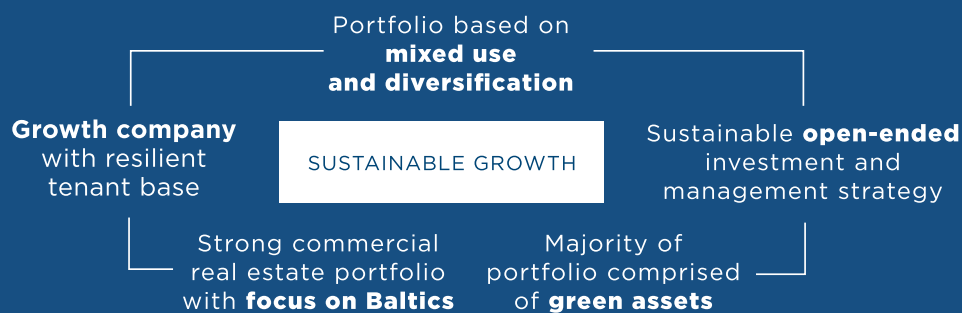 Portfolio based on
mixed use
and diversification
Growth company
with resilient
tenant base
SUSTAINABLE GROWTH
Sustainable open-ended
investment and
management strategy
Strong commercial
real estate portfolio
with focus on Baltics
Majority of
portfolio comprised
of green assets